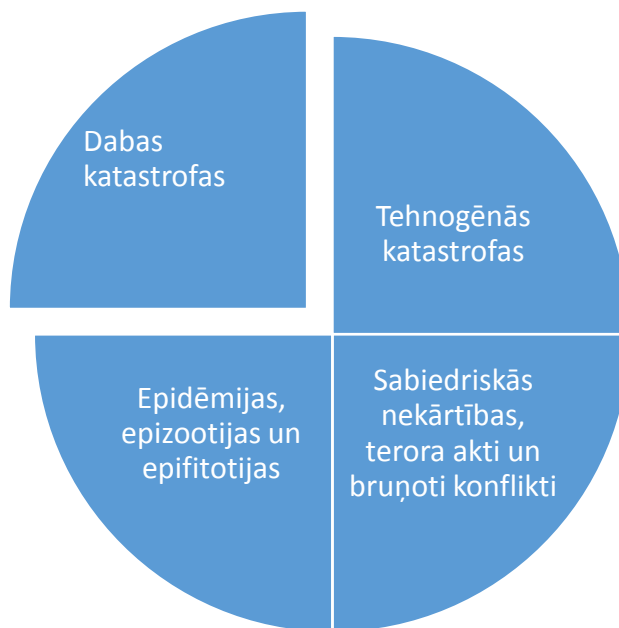 Dabas
katastrofas
Tehnogēnās
katastrofas
Epidēmijas,
epizootijas un
epifitotijas
Sabiedriskās
nekārtības,
terora akti un
bruņoti konflikti